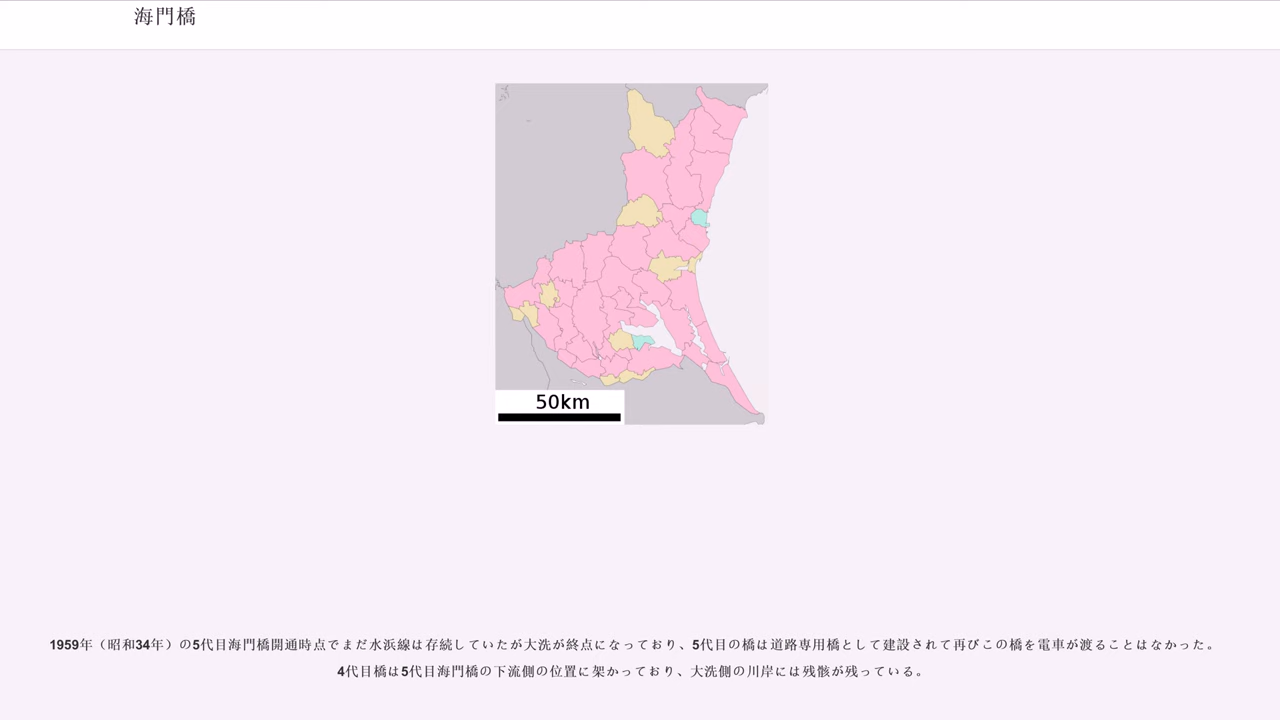 海門橋
50km
1959年（昭和34年）の5代目海門橋開通時点でまだ水浜線は存続していたが大洗が終点になっており、5代目の橋は道路専用橋として建設されて再びこの橋を電車が渡ることはなかった。
4代目橋は5代目海門橋の下流側の位置に架かっており、大洗側の川岸には残骸が残っている。